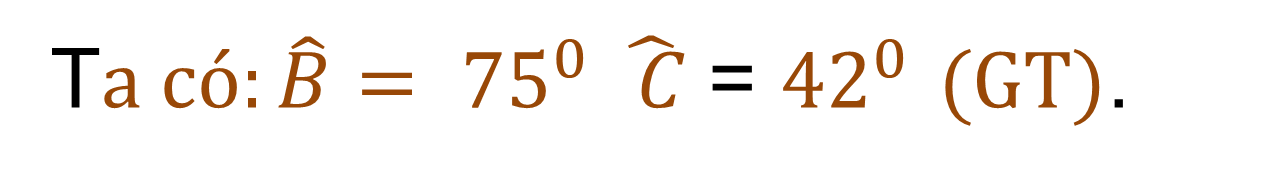 Ta có: B̂ = 75⁰ Ĉ = 42⁰ (GT).